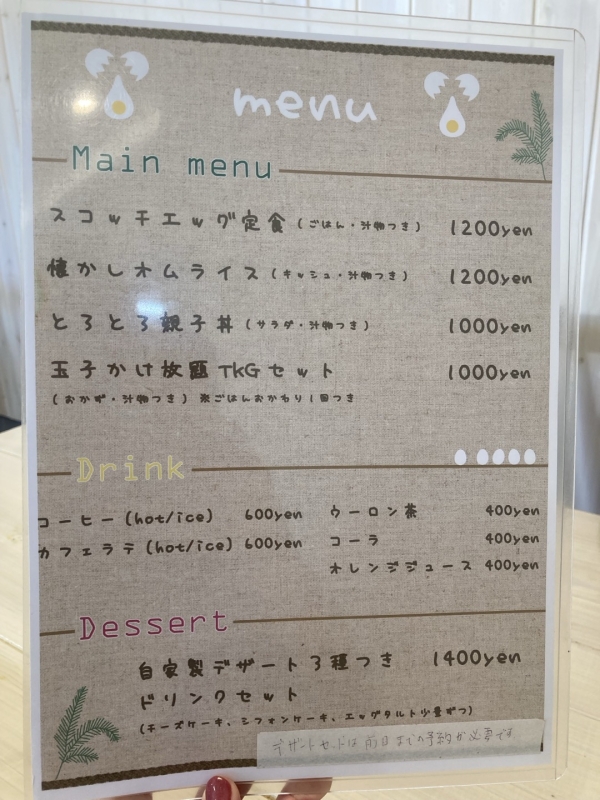 menu
Main menu
スコッチエッグ定食(ごはん・汁物つき) 1200yen
懐かしオムライス(キッシュ・汁物つき) 1200yen
とろとろ親子丼(サラダ・汁物つき) 1000yen
玉子かけ放題TKGセット 1000yen
(おかず・汁物つき) ※ごはんおかわり1回つき
Drink
コーヒー(hot/ice) 600yen
カフェラテ(hot/ice) 600yen
ウーロン茶 400yen
コーラ 400yen
オレンジジュース 400yen
Dessert
自家製デザート3種つき 1400yen
ドリンクセット
(チーズケーキ、シフォンケーキ、エッグタルト少量ずつ)
デザートセットは前日までの予約が必要です